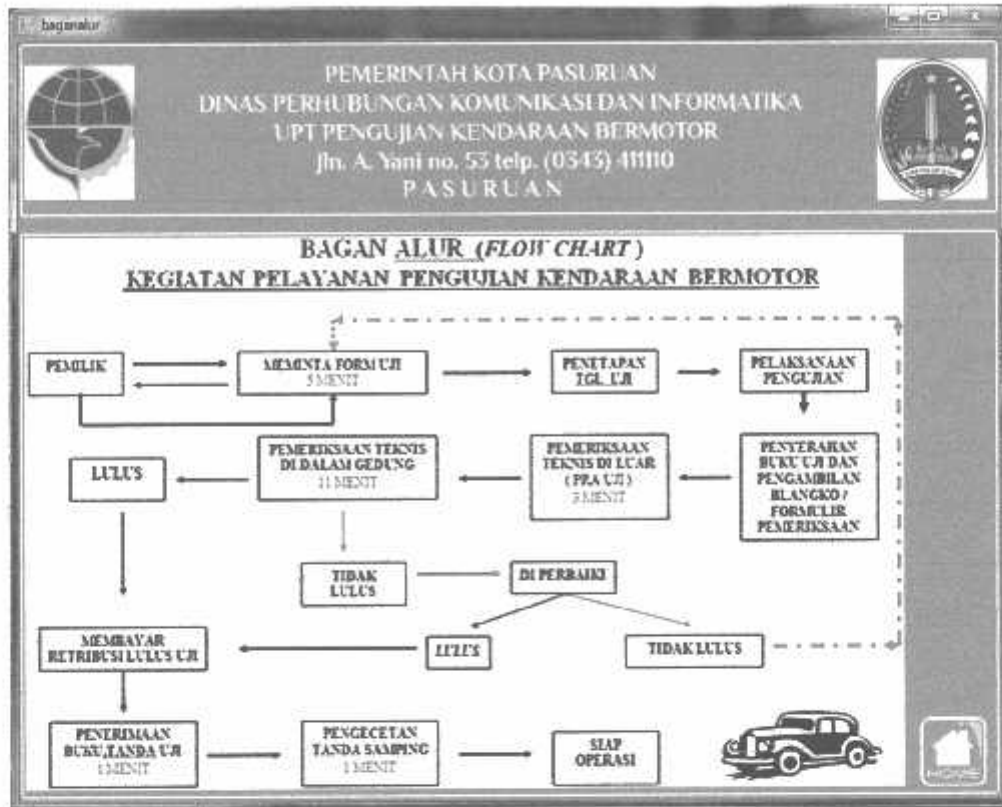 baganalur
PEMERINTAH KOTA PASURUAN
DINAS PERHUBUNGAN KOMUNIKASI DAN INFORMATIKA
UPT PENGUJIAN KENDARAAN BERMOTOR
Jln. A. Yani no. 53 telp. (0343) 411110
PASURUAN
BAGAN ALUR (FLOW CHART)
KEGIATAN PELAYANAN PENGUJIAN KENDARAAN BERMOTOR
PEMILIK
MEMINTA FORM UJI
5 MENIT
PENETAPAN
TGL. UJI
PELAKSANAAN
PENGUJIAN
LULUS
PEMERIKSAAN TEKNIS
DI DALAM GEDUNG
11 MENIT
PEMERIKSAAN
TEKNIS DI LUAR
( PRA UJI )
3 MENIT
PENYERAHAN
BUKU UJI DAN
PENGAMBILAN
BLANGKO /
FORMULIR
PEMERIKSAAN
TIDAK
LULUS
DI PERBAIKI
MEMBAYAR
RETRIBUSI LULUS UJI
LULUS
TIDAK LULUS
PENERIMAAN
BUKU,TANDA UJI
1 MENIT
PENGECETAN
TANDA SAMPING
1 MENIT
SIAP
OPERASI
HOME